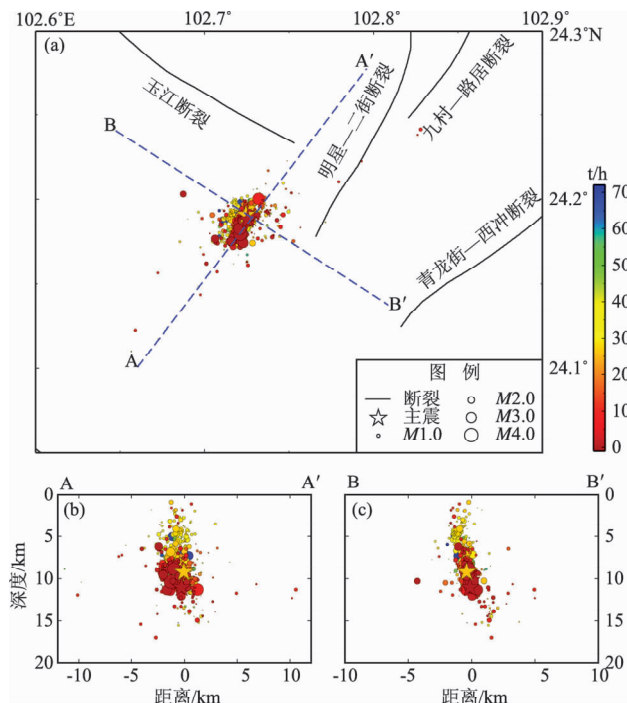 102.6°E 102.7° 102.8° 102.9°
24.3°N
(a)
A′
玉江断裂
明星—二街断裂
九村—路居断裂
B
t/h
70
60
50
40
30
20
10
0
24.2°
青龙街—西冲断裂
B′
A
24.1°
图 例
断裂 M2.0
主震 M3.0
M1.0 M4.0
A A′ B B′
(b) (c)
0
5
10
15
20
深度/km
0
5
10
15
20
-10 -5 0 5 10
距离/km
-10 -5 0 5 10
距离/km